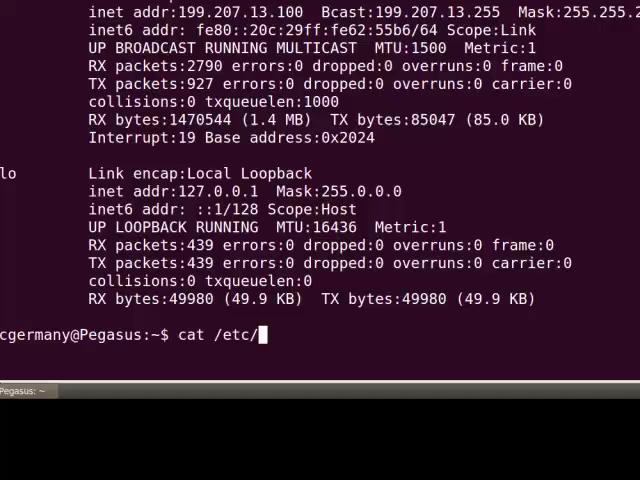 inet addr:199.207.13.100  Bcast:199.207.13.255  Mask:255.255.2
inet6 addr: fe80::20c:29ff:fe62:55b6/64 Scope:Link
UP BROADCAST RUNNING MULTICAST  MTU:1500  Metric:1
RX packets:2790 errors:0 dropped:0 overruns:0 frame:0
TX packets:927 errors:0 dropped:0 overruns:0 carrier:0
collisions:0 txqueuelen:1000
RX bytes:1470544 (1.4 MB)  TX bytes:85047 (85.0 KB)
Interrupt:19 Base address:0x2024
lo        Link encap:Local Loopback
inet addr:127.0.0.1  Mask:255.0.0.0
inet6 addr: ::1/128 Scope:Host
UP LOOPBACK RUNNING  MTU:16436  Metric:1
RX packets:439 errors:0 dropped:0 overruns:0 frame:0
TX packets:439 errors:0 dropped:0 overruns:0 carrier:0
collisions:0 txqueuelen:0
RX bytes:49980 (49.9 KB)  TX bytes:49980 (49.9 KB)
cgermany@Pegasus:~$ cat /etc/
Pegasus: ~